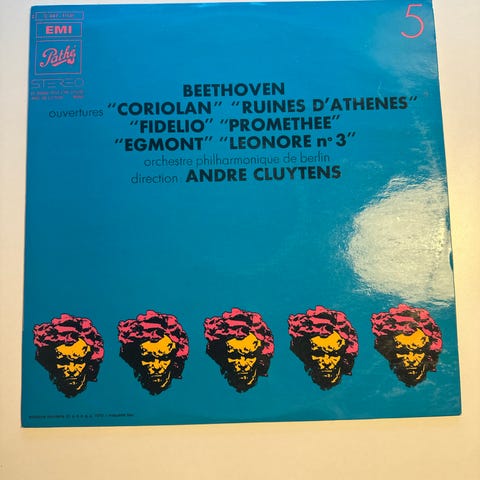 5
EMI
Pathé
STEREO
BEETHOVEN
ouvertures "CORIOLAN" "RUINES D'ATHENES"
"FIDELIO" "PROMETHEE"
"EGMONT" "LEONORE n° 3"
orchestre philharmonique de berlin
direction : ANDRE CLUYTENS